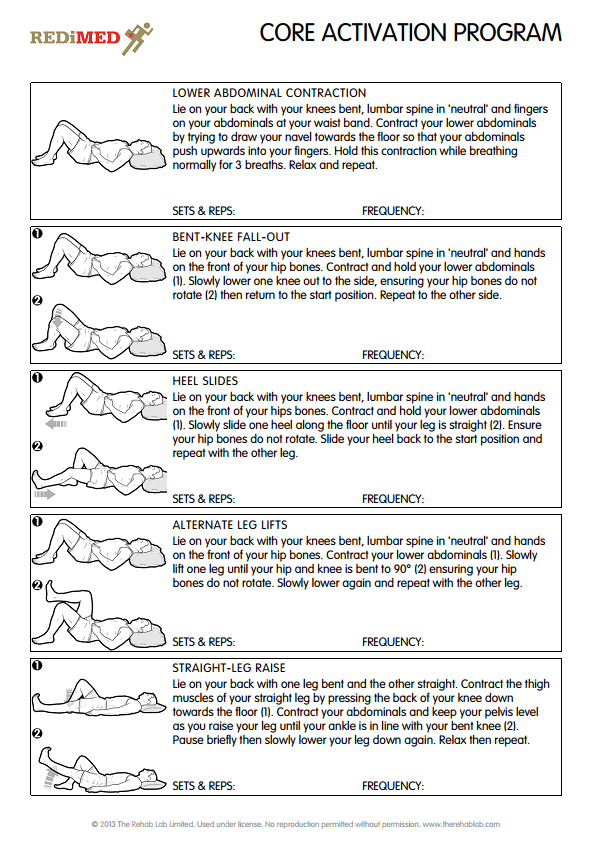 REDiMED
CORE ACTIVATION PROGRAM
LOWER ABDOMINAL CONTRACTION
Lie on your back with your knees bent, lumbar spine in 'neutral' and fingers
on your abdominals at your waist band. Contract your lower abdominals
by trying to draw your navel towards the floor so that your abdominals
push upwards into your fingers. Hold this contraction while breathing
normally for 3 breaths. Relax and repeat.
SETS & REPS: FREQUENCY:
1
2
BENT-KNEE FALL-OUT
Lie on your back with your knees bent, lumbar spine in 'neutral' and hands
on the front of your hip bones. Contract and hold your lower abdominals
(1). Slowly lower one knee out to the side, ensuring your hip bones do not
rotate (2) then return to the start position. Repeat to the other side.
SETS & REPS: FREQUENCY:
1
2
HEEL SLIDES
Lie on your back with your knees bent, lumbar spine in 'neutral' and hands
on the front of your hips bones. Contract and hold your lower abdominals
(1). Slowly slide one heel along the floor until your leg is straight (2). Ensure
your hip bones do not rotate. Slide your heel back to the start position and
repeat with the other leg.
SETS & REPS: FREQUENCY:
1
2
ALTERNATE LEG LIFTS
Lie on your back with your knees bent, lumbar spine in 'neutral' and hands
on the front of your hip bones. Contract your lower abdominals (1). Slowly
lift one leg until your hip and knee is bent to 90° (2) ensuring your hip
bones do not rotate. Slowly lower again and repeat with the other leg.
SETS & REPS: FREQUENCY:
1
2
STRAIGHT-LEG RAISE
Lie on your back with one leg bent and the other straight. Contract the thigh
muscles of your straight leg by pressing the back of your knee down
towards the floor (1). Contract your abdominals and keep your pelvis level
as you raise your leg until your ankle is in line with your bent knee (2).
Pause briefly then slowly lower your leg down again. Relax then repeat.
SETS & REPS: FREQUENCY:
© 2013 The Rehab Lab Limited. Used under license. No reproduction permitted without permission. www.therehablab.com